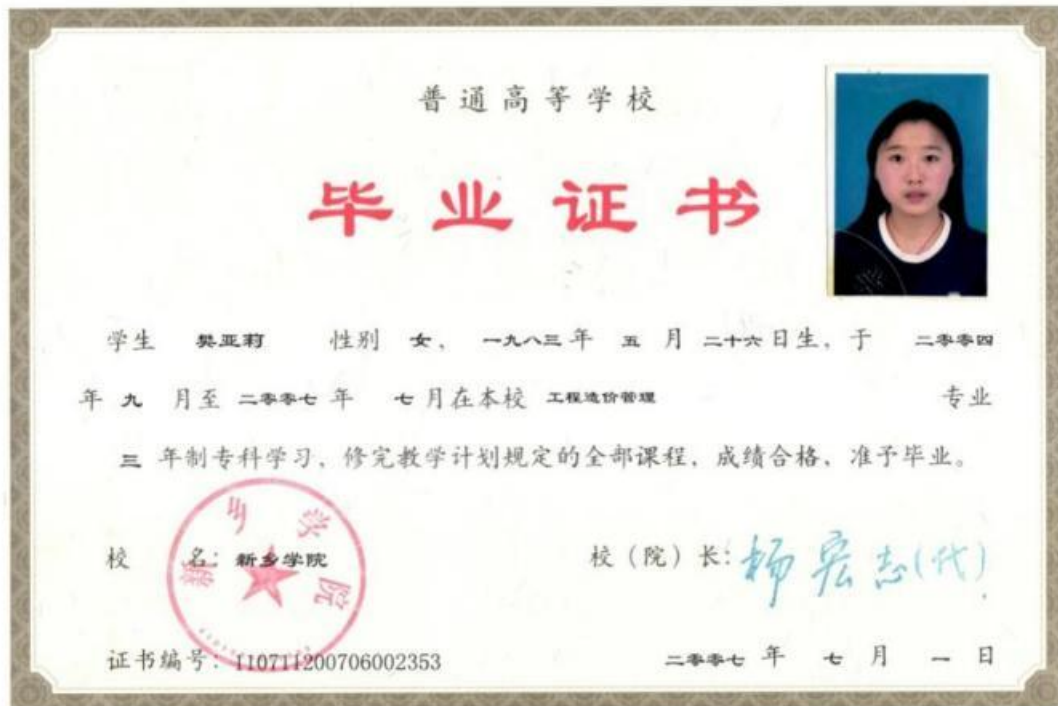 普通高等学校
毕业证书
学生 樊亚莉 性别 女、 一九八三年 五 月 二十六日生, 于 二零零四
年 九 月至 二零零七 年 七月在本校 工程造价管理 专业
三 年制专科学习、修完教学计划规定的全部课程、成绩合格、准予毕业。
校 名: 新乡学院
新乡学院
校(院)长: 杨宏志(代)
证书编号: 110711200706002353
二零零七 年 七 月 一 日